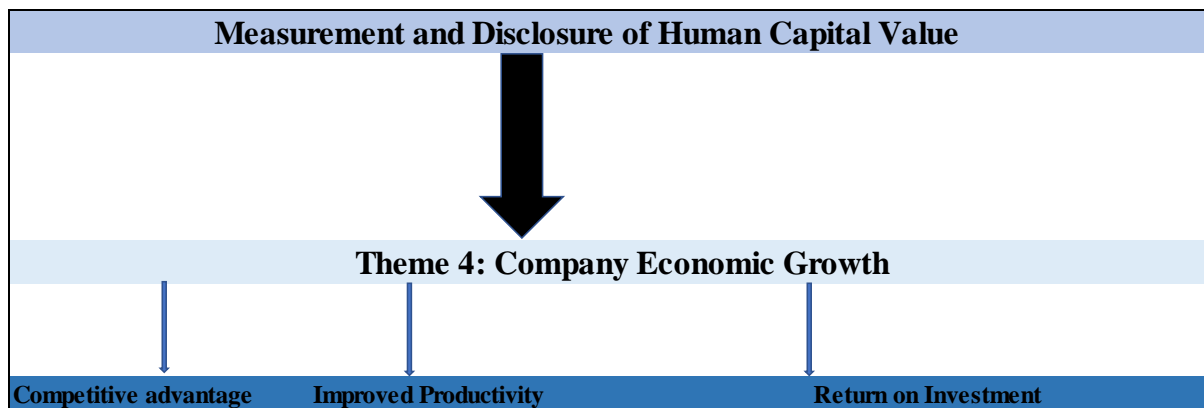 Measurement and Disclosure of Human Capital Value
Theme 4: Company Economic Growth
Competitive advantage Improved Productivity Return on Investment